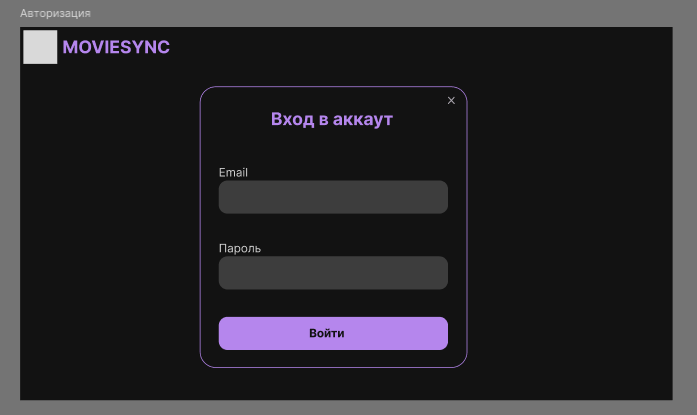 Авторизация
MOVIESYNC
Вход в аккаут
Email
Пароль
Войти